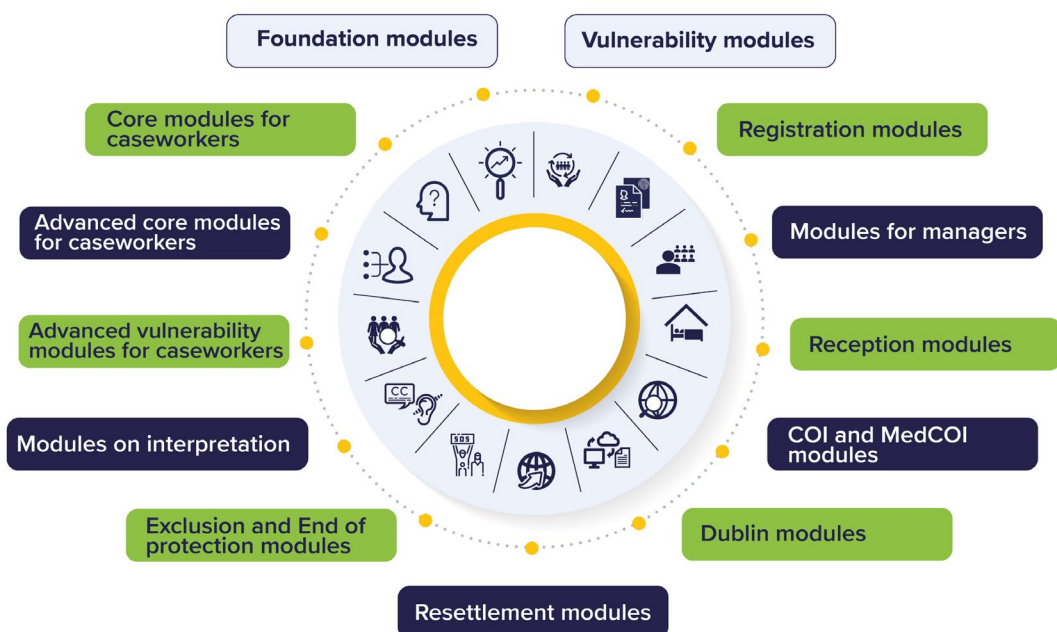 Foundation modules
Vulnerability modules
Core modules for
caseworkers
Registration modules
Advanced core modules
for caseworkers
Modules for managers
Advanced vulnerability
modules for caseworkers
Reception modules
Modules on interpretation
COI and MedCOI
modules
Exclusion and End of
protection modules
Dublin modules
Resettlement modules
CC
SOS